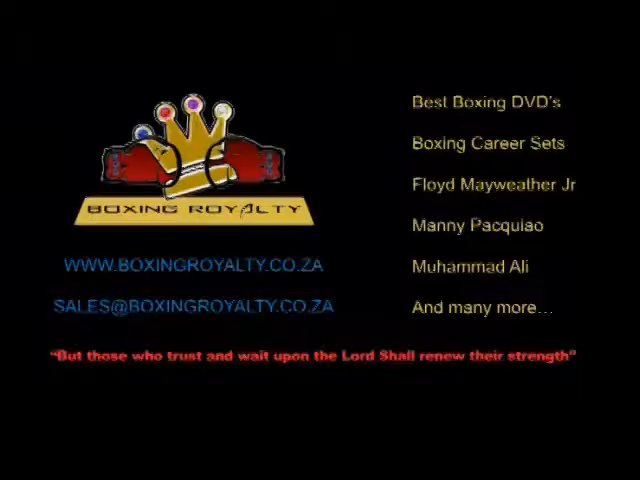 BOXING ROYALTY
WWW.BOXINGROYALTY.CO.ZA
SALES@BOXINGROYALTY.CO.ZA
Best Boxing DVD's
Boxing Career Sets
Floyd Mayweather Jr
Manny Pacquiao
Muhammad Ali
And many more...
"But those who trust and wait upon the Lord Shall renew their strength"